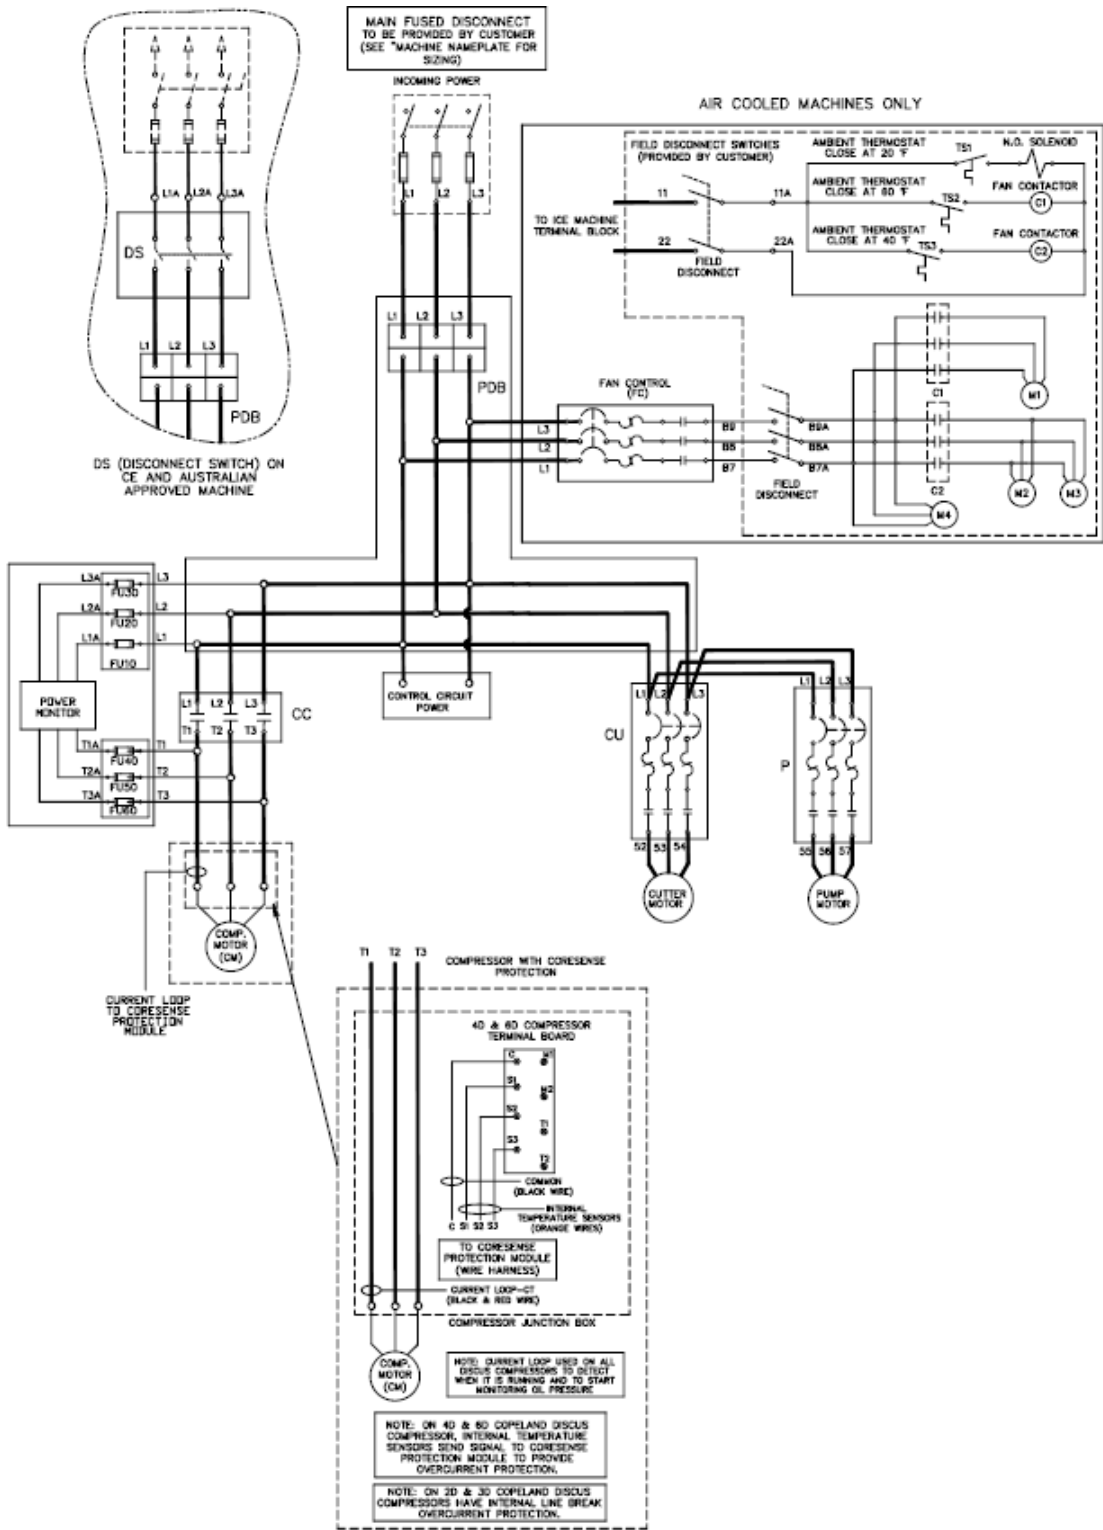 MAIN FUSED DISCONNECT
TO BE PROVIDED BY CUSTOMER
(SEE "MACHINE NAMEPLATE FOR
SIZING)
INCOMING POWER
L1 L2 L3
L1A L2A L3A
DS
L1 L2 L3
PDB
DS (DISCONNECT SWITCH) ON
CE AND AUSTRALIAN
APPROVED MACHINE
L1 L2 L3
PDB
AIR COOLED MACHINES ONLY
FIELD DISCONNECT SWITCHES
(PROVIDED BY CUSTOMER)
AMBIENT THERMOSTAT
CLOSE AT 20 °F
TS1
N.O. SOLENOID
11 11A
AMBIENT THERMOSTAT
CLOSE AT 60 °F
TS2
FAN CONTACTOR
C1
TO ICE MACHINE
TERMINAL BLOCK
22 22A
FIELD
DISCONNECT
AMBIENT THERMOSTAT
CLOSE AT 40 °F
TS3
FAN CONTACTOR
C2
C1
M1
FAN CONTROL
(FC)
L3 B9 B9A
L2 B8 B8A
L1 B7 B7A
FIELD
DISCONNECT
C2
M2 M3
M4
L3A FU30 L3
L2A FU20 L2
L1A FU10 L1
POWER
MONITOR
L1 L2 L3
CC
T1 T2 T3
T1A FU40 T1
T2A FU50 T2
T3A FU60 T3
CONTROL CIRCUIT
POWER
L1 L2 L3
CU
52 53 54
CUTTER
MOTOR
L1 L2 L3
P
55 56 57
PUMP
MOTOR
COMP.
MOTOR
(CM)
CURRENT LOOP
TO CORESENSE
PROTECTION
MODULE
T1 T2 T3
COMPRESSOR WITH CORESENSE
PROTECTION
4D & 6D COMPRESSOR
TERMINAL BOARD
C M1
S1 M2
S2 T1
S3 T2
COMMON
(BLACK WIRE)
INTERNAL
TEMPERATURE SENSORS
(ORANGE WIRES)
C S1 S2 S3
TO CORESENSE
PROTECTION MODULE
(WIRE HARNESS)
CURRENT LOOP-CT
(BLACK & RED WIRE)
COMPRESSOR JUNCTION BOX
COMP.
MOTOR
(CM)
NOTE: CURRENT LOOP USED ON ALL
DISCUS COMPRESSORS TO DETECT
WHEN IT IS RUNNING AND TO START
MONITORING OIL PRESSURE
NOTE: ON 4D & 6D COPELAND DISCUS
COMPRESSOR, INTERNAL TEMPERATURE
SENSORS SEND SIGNAL TO CORESENSE
PROTECTION MODULE TO PROVIDE
OVERCURRENT PROTECTION.
NOTE: ON 2D & 3D COPELAND DISCUS
COMPRESSORS HAVE INTERNAL LINE BREAK
OVERCURRENT PROTECTION.